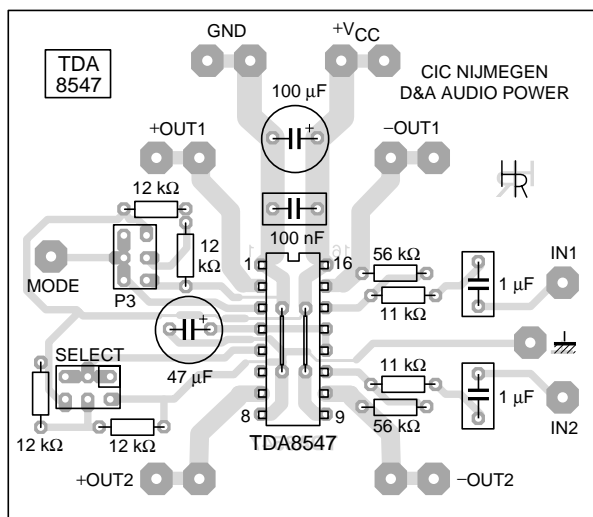 TDA
8547
GND
+VCC
CIC NIJMEGEN
D&A AUDIO POWER
100 μF
+
+OUT1
−OUT1
HR
12 kΩ
100 nF
12
kΩ
1
16
56 kΩ
IN1
MODE
P3
1 μF
11 kΩ
+
SELECT
47 μF
11 kΩ
1 μF
8
9
IN2
12 kΩ
12 kΩ
TDA8547
56 kΩ
+OUT2
−OUT2